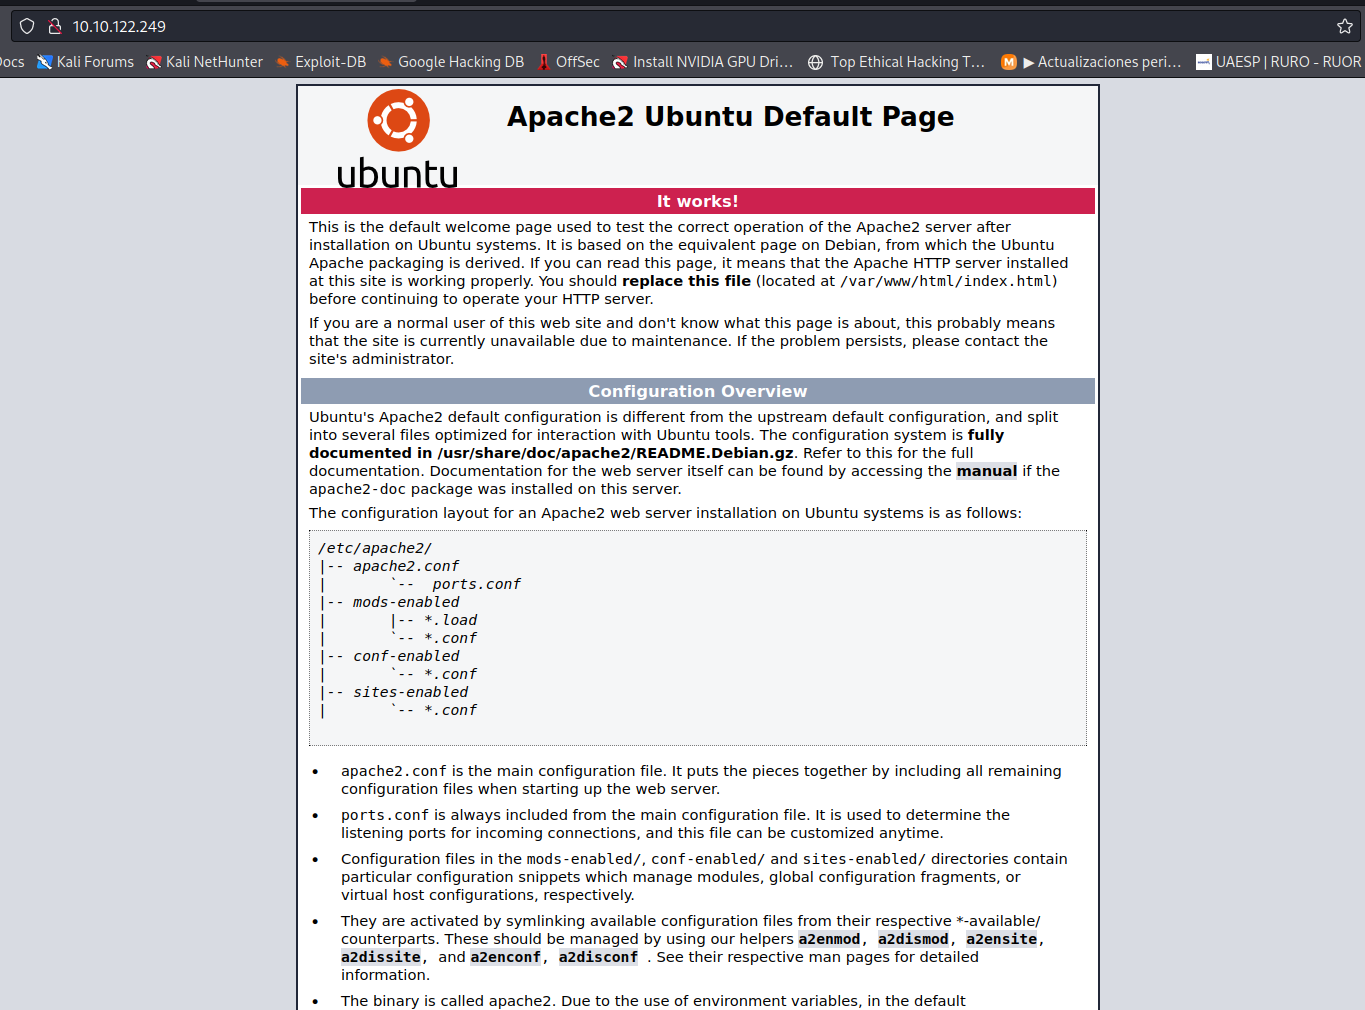 10.10.122.249
Docs Kali Forums Kali NetHunter Exploit-DB Google Hacking DB OffSec Install NVIDIA GPU Dri… Top Ethical Hacking T… M ▶ Actualizaciones peri… UAESP | RURO - RUOR
ubuntu
Apache2 Ubuntu Default Page
It works!
This is the default welcome page used to test the correct operation of the Apache2 server after
installation on Ubuntu systems. It is based on the equivalent page on Debian, from which the Ubuntu
Apache packaging is derived. If you can read this page, it means that the Apache HTTP server installed
at this site is working properly. You should replace this file (located at /var/www/html/index.html)
before continuing to operate your HTTP server.
If you are a normal user of this web site and don't know what this page is about, this probably means
that the site is currently unavailable due to maintenance. If the problem persists, please contact the
site's administrator.
Configuration Overview
Ubuntu's Apache2 default configuration is different from the upstream default configuration, and split
into several files optimized for interaction with Ubuntu tools. The configuration system is fully
documented in /usr/share/doc/apache2/README.Debian.gz. Refer to this for the full
documentation. Documentation for the web server itself can be found by accessing the manual if the
apache2-doc package was installed on this server.
The configuration layout for an Apache2 web server installation on Ubuntu systems is as follows:
/etc/apache2/
|-- apache2.conf
|       `--  ports.conf
|-- mods-enabled
|       |-- *.load
|       `-- *.conf
|-- conf-enabled
|       `-- *.conf
|-- sites-enabled
|       `-- *.conf
• apache2.conf is the main configuration file. It puts the pieces together by including all remaining
configuration files when starting up the web server.
• ports.conf is always included from the main configuration file. It is used to determine the
listening ports for incoming connections, and this file can be customized anytime.
• Configuration files in the mods-enabled/, conf-enabled/ and sites-enabled/ directories contain
particular configuration snippets which manage modules, global configuration fragments, or
virtual host configurations, respectively.
• They are activated by symlinking available configuration files from their respective *-available/
counterparts. These should be managed by using our helpers a2enmod, a2dismod, a2ensite,
a2dissite, and a2enconf, a2disconf . See their respective man pages for detailed
information.
• The binary is called apache2. Due to the use of environment variables, in the default